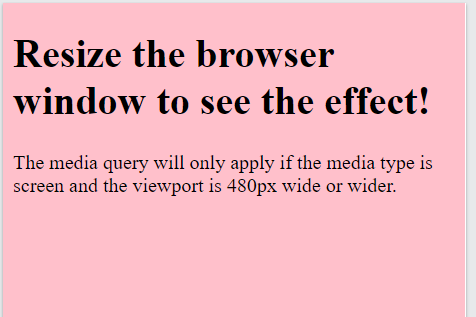 Resize the browser
window to see the effect!
The media query will only apply if the media type is
screen and the viewport is 480px wide or wider.